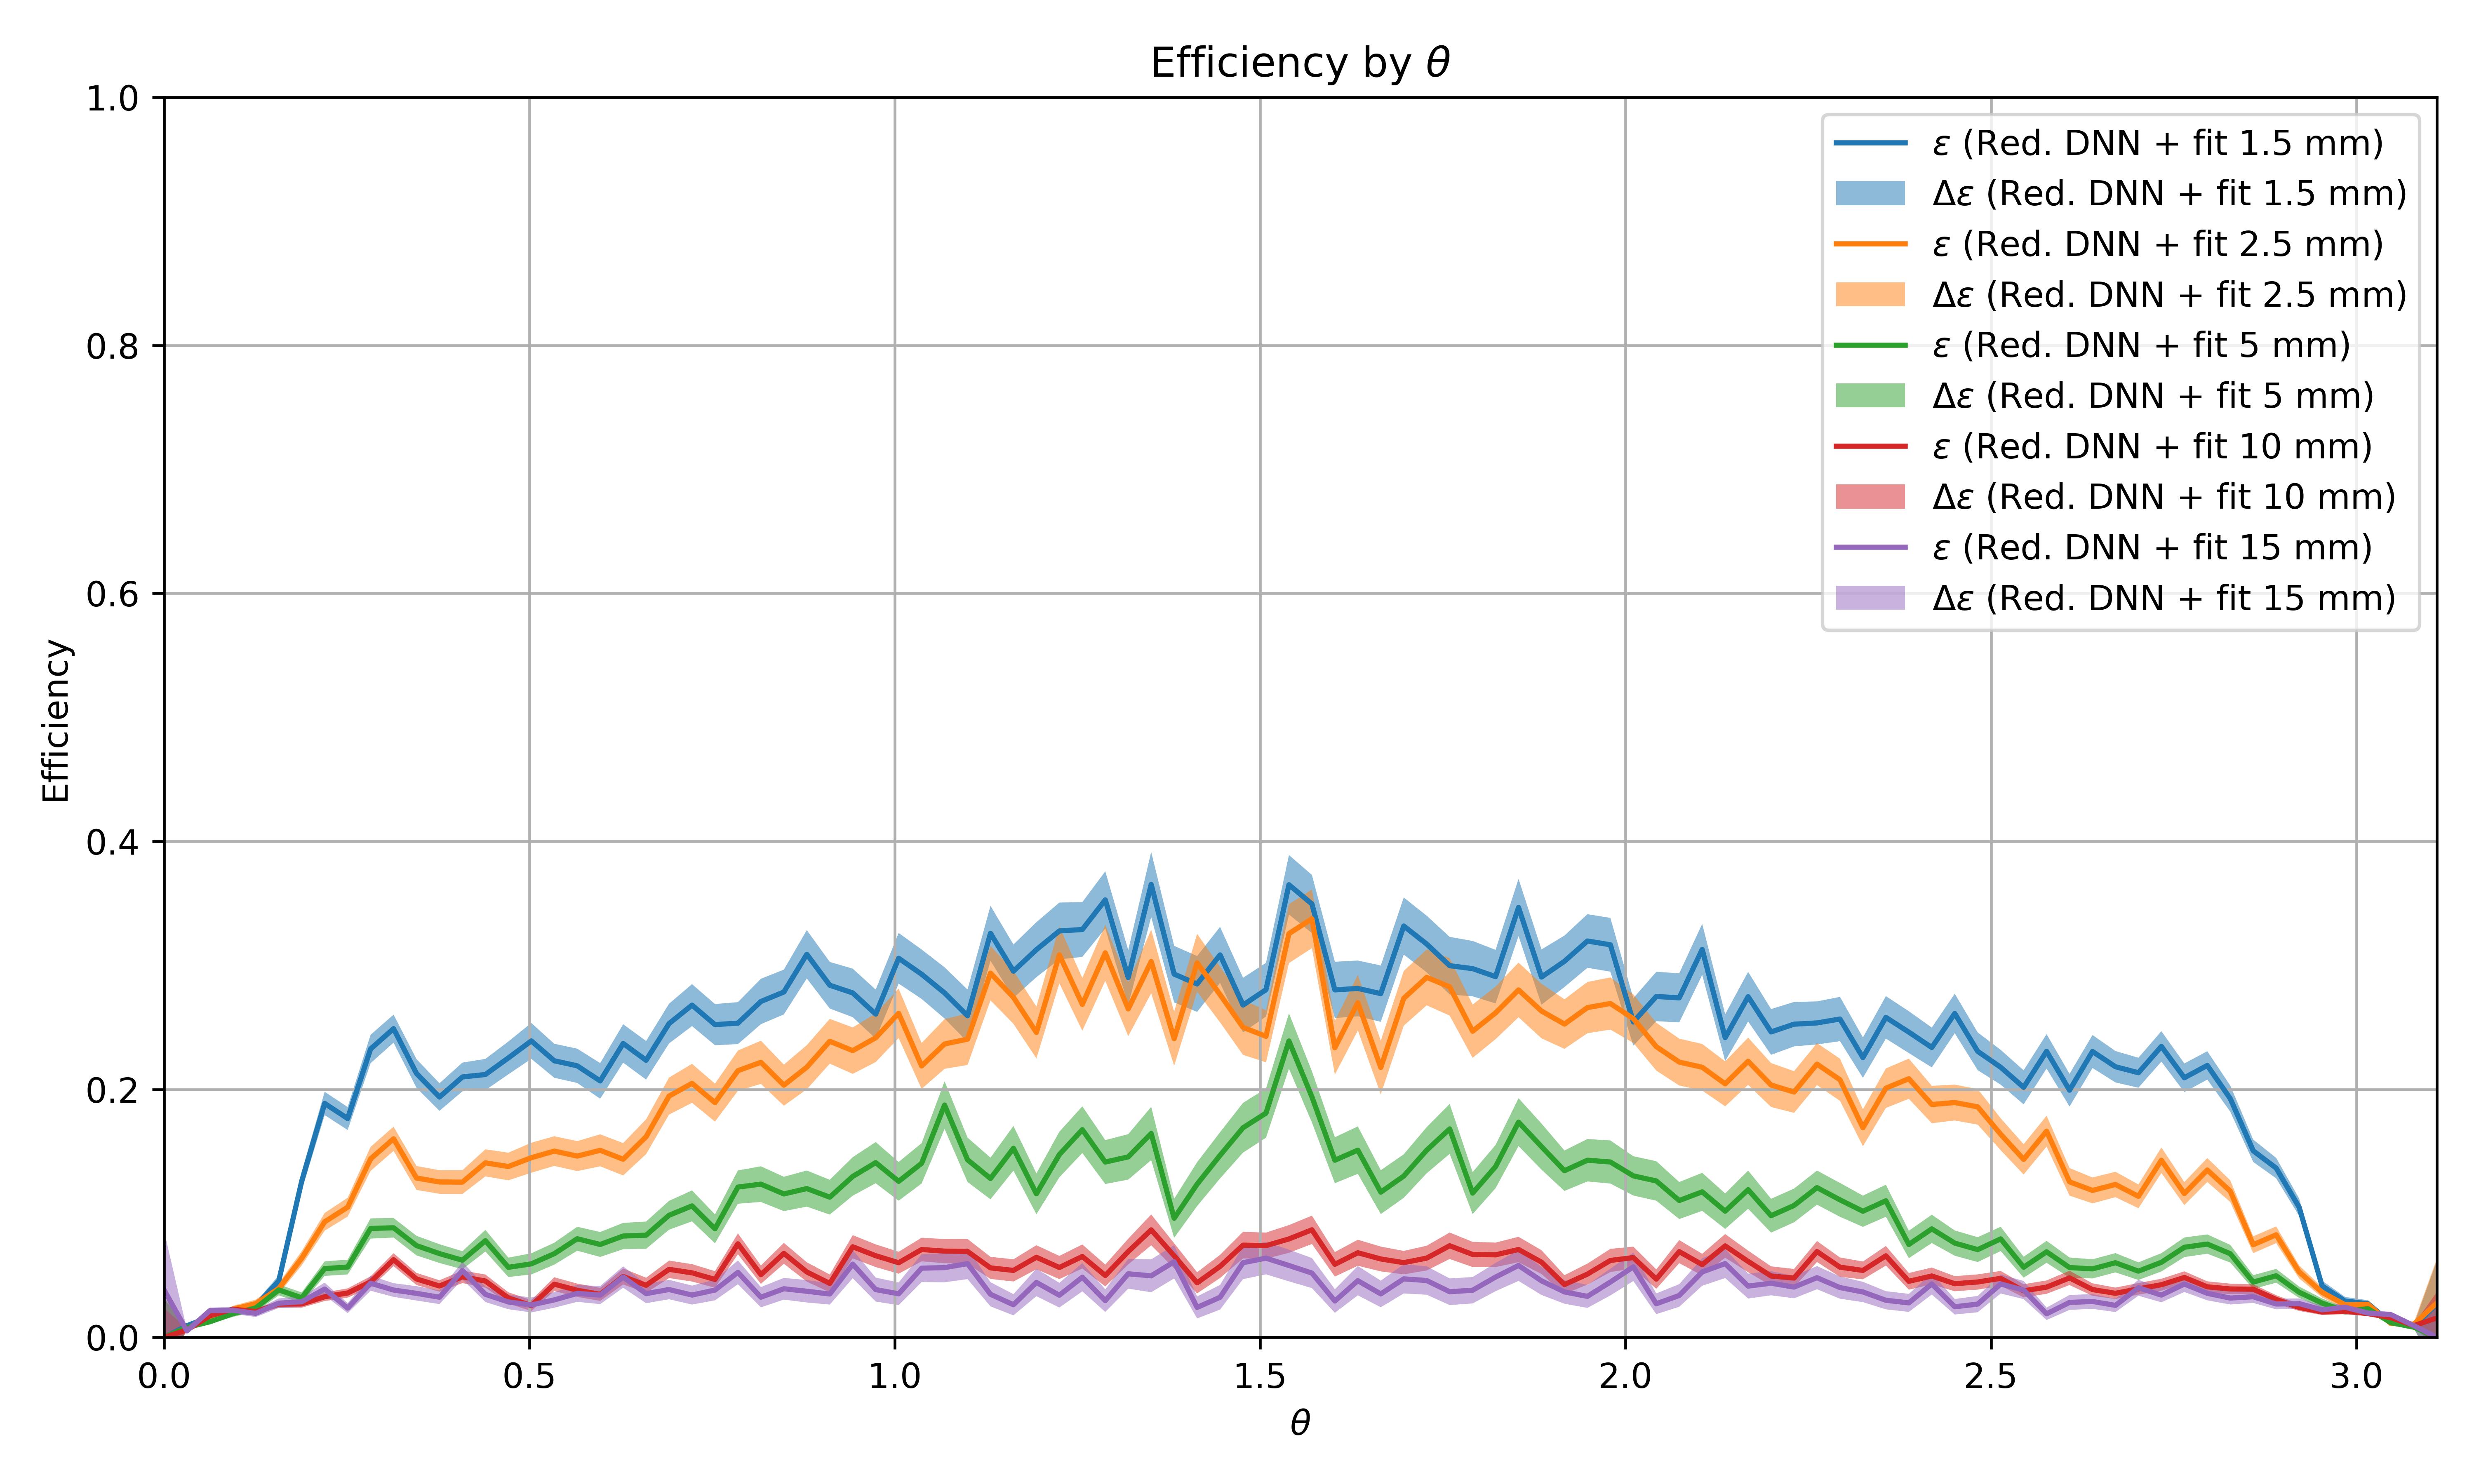 Efficiency by θ
1.0
0.8
0.6
0.4
0.2
0.0
Efficiency
0.0 0.5 1.0 1.5 2.0 2.5 3.0
θ
ε (Red. DNN + fit 1.5 mm)
Δε (Red. DNN + fit 1.5 mm)
ε (Red. DNN + fit 2.5 mm)
Δε (Red. DNN + fit 2.5 mm)
ε (Red. DNN + fit 5 mm)
Δε (Red. DNN + fit 5 mm)
ε (Red. DNN + fit 10 mm)
Δε (Red. DNN + fit 10 mm)
ε (Red. DNN + fit 15 mm)
Δε (Red. DNN + fit 15 mm)